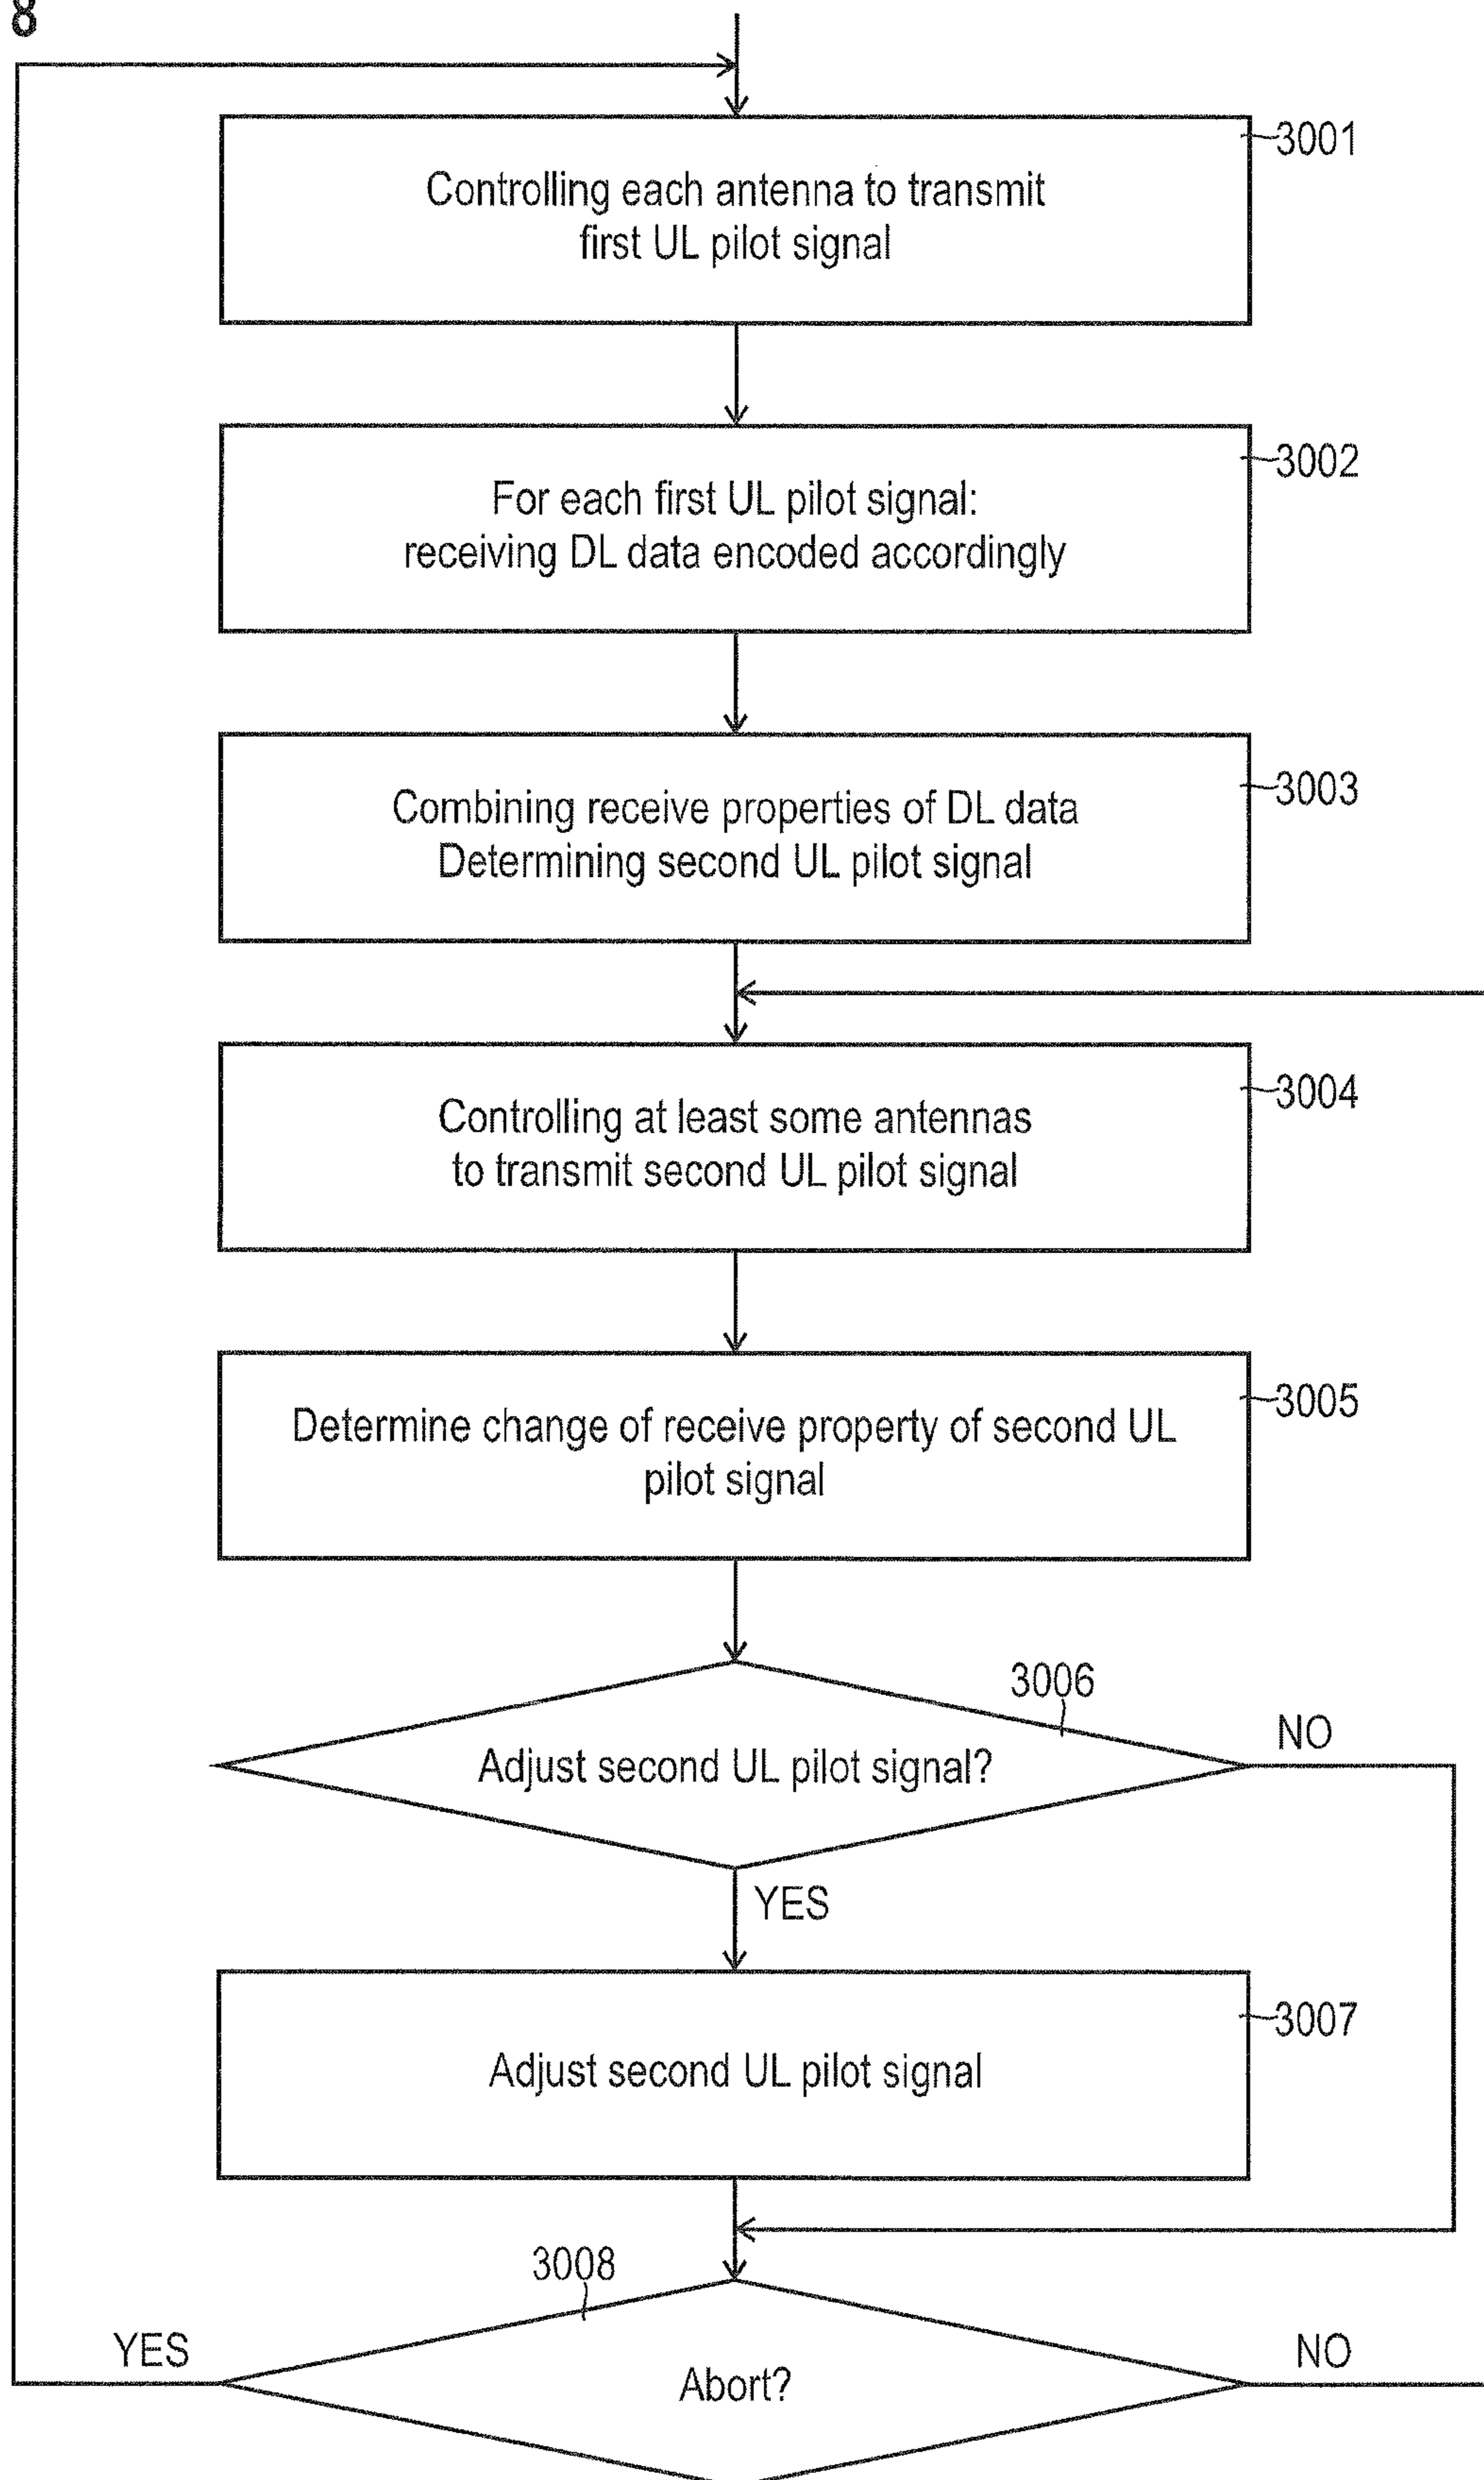 8
3001
Controlling each antenna to transmit
first UL pilot signal
3002
For each first UL pilot signal:
receiving DL data encoded accordingly
3003
Combining receive properties of DL data
Determining second UL pilot signal
3004
Controlling at least some antennas
to transmit second UL pilot signal
3005
Determine change of receive property of second UL
pilot signal
3006
NO
Adjust second UL pilot signal?
YES
3007
Adjust second UL pilot signal
3008
YES
NO
Abort?